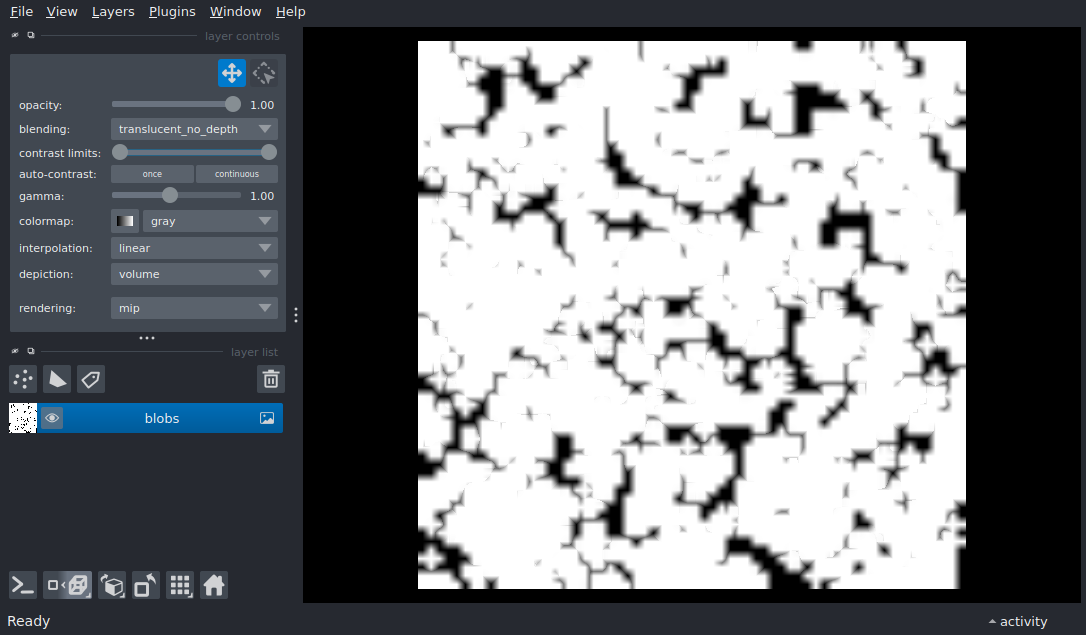 File View Layers Plugins Window Help
layer controls
opacity: 1.00
blending: translucent_no_depth
contrast limits:
auto-contrast: once continuous
gamma: 1.00
colormap: gray
interpolation: linear
depiction: volume
rendering: mip
layer list
blobs
Ready activity